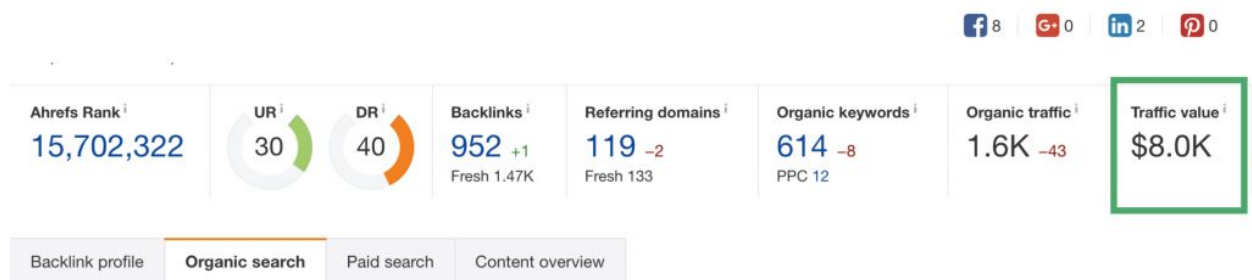 8 G+ 0 in 2 0
Ahrefs Rank i UR i DR i Backlinks i Referring domains i Organic keywords i Organic traffic i Traffic value i
15,702,322 30 40 952 +1 119 -2 614 -8 1.6K -43 $8.0K
Fresh 1.47K Fresh 133 PPC 12
Backlink profile Organic search Paid search Content overview